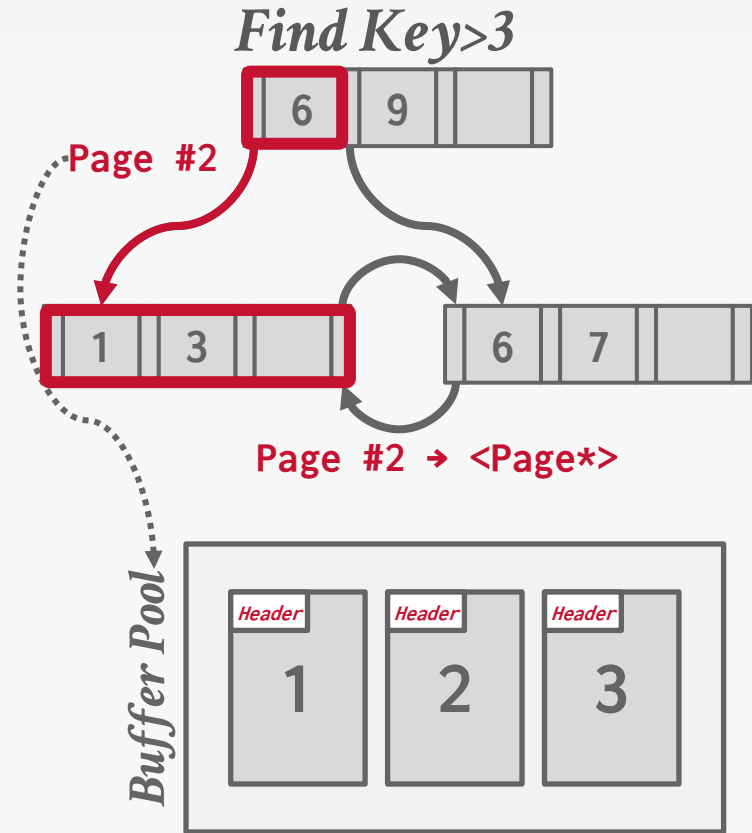 Find Key>3
6 9
Page #2
1 3
6 7
Page #2 → <Page*>
Buffer Pool
Header Header Header
1 2 3